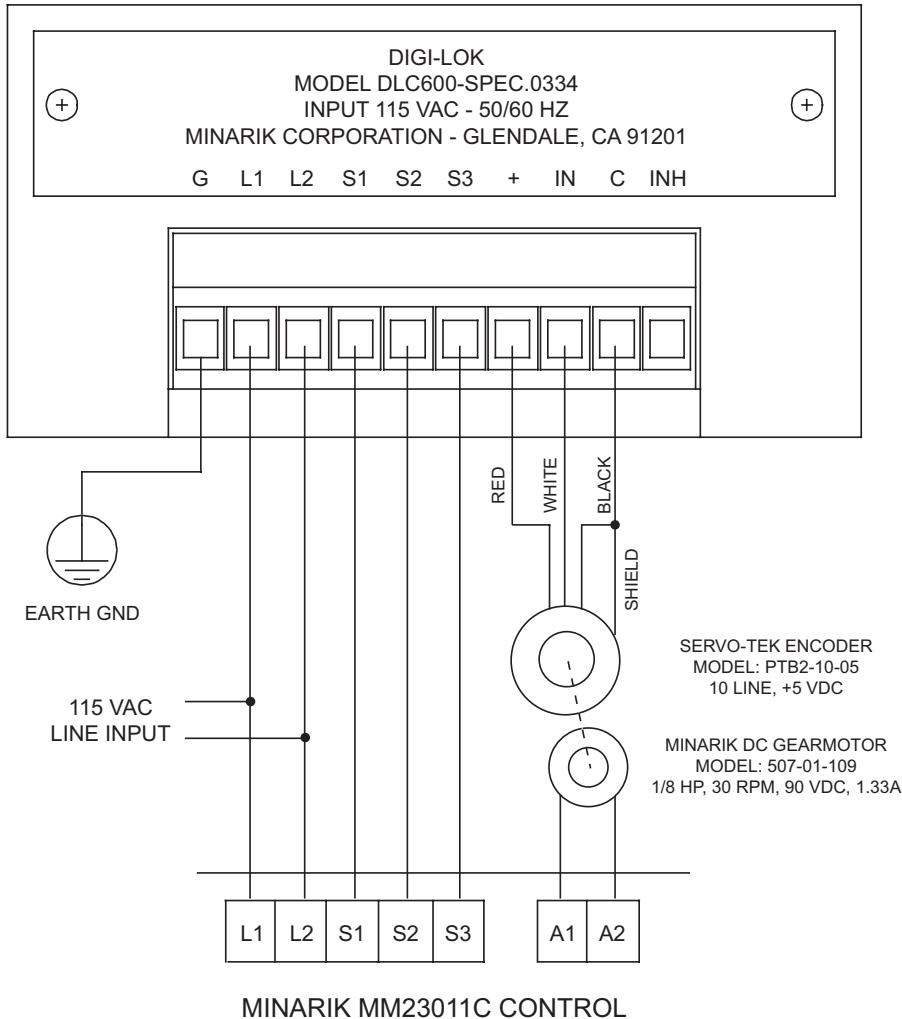 DIGI-LOK
MODEL DLC600-SPEC.0334
INPUT 115 VAC - 50/60 HZ
MINARIK CORPORATION - GLENDALE, CA 91201
G L1 L2 S1 S2 S3 + IN C INH
RED
WHITE
BLACK
SHIELD
EARTH GND
115 VAC
LINE INPUT
SERVO-TEK ENCODER
MODEL: PTB2-10-05
10 LINE, +5 VDC
MINARIK DC GEARMOTOR
MODEL: 507-01-109
1/8 HP, 30 RPM, 90 VDC, 1.33A
L1 L2 S1 S2 S3 A1 A2
MINARIK MM23011C CONTROL